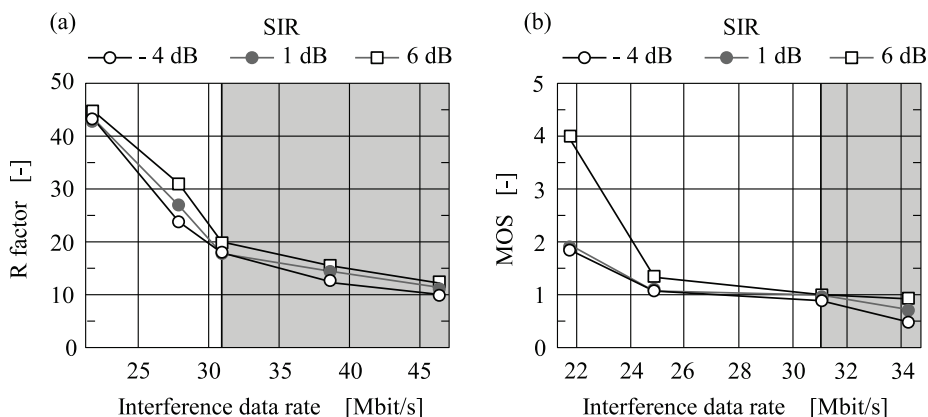 (a)
SIR
- 4 dB 1 dB 6 dB
50
40
30
20
10
0
25 30 35 40 45
R factor [-]
Interference data rate [Mbit/s]
(b)
SIR
- 4 dB 1 dB 6 dB
5
4
3
2
1
0
22 24 26 28 30 32 34
MOS [-]
Interference data rate [Mbit/s]